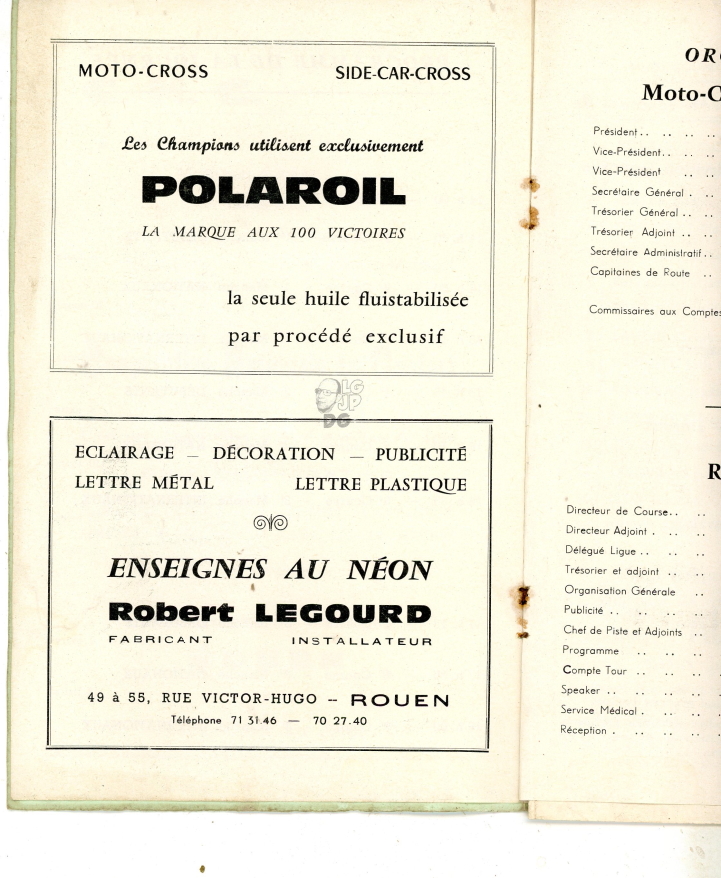 MOTO-CROSS SIDE-CAR-CROSS
Les Champions utilisent exclusivement
POLAROIL
LA MARQUE AUX 100 VICTOIRES
la seule huile fluistabilisée
par procédé exclusif
LG
JP
DG
ECLAIRAGE — DÉCORATION — PUBLICITÉ
LETTRE MÉTAL LETTRE PLASTIQUE
ENSEIGNES AU NÉON
Robert LEGOURD
FABRICANT INSTALLATEUR
49 à 55, RUE VICTOR-HUGO -- ROUEN
Téléphone 71 31.46 — 70 27.40
Moto-C
Président .. .. .. ..
Vice-Président .. .. ..
Vice-Président .. ..
Secrétaire Général . ..
Trésorier Général .. ..
Trésorier Adjoint .. ..
Secrétaire Administratif ..
Capitaines de Route ..
Commissaires aux Comptes
Directeur de Course .. ..
Directeur Adjoint . .. ..
Délégué Ligue .. .. ..
Trésorier et adjoint .. ..
Organisation Générale ..
Publicité .. .. .. ..
Chef de Piste et Adjoints ..
Programme .. .. ..
Compte Tour .. .. ..
Speaker .. .. .. ..
Service Médical . .. ..
Réception . .. .. ..